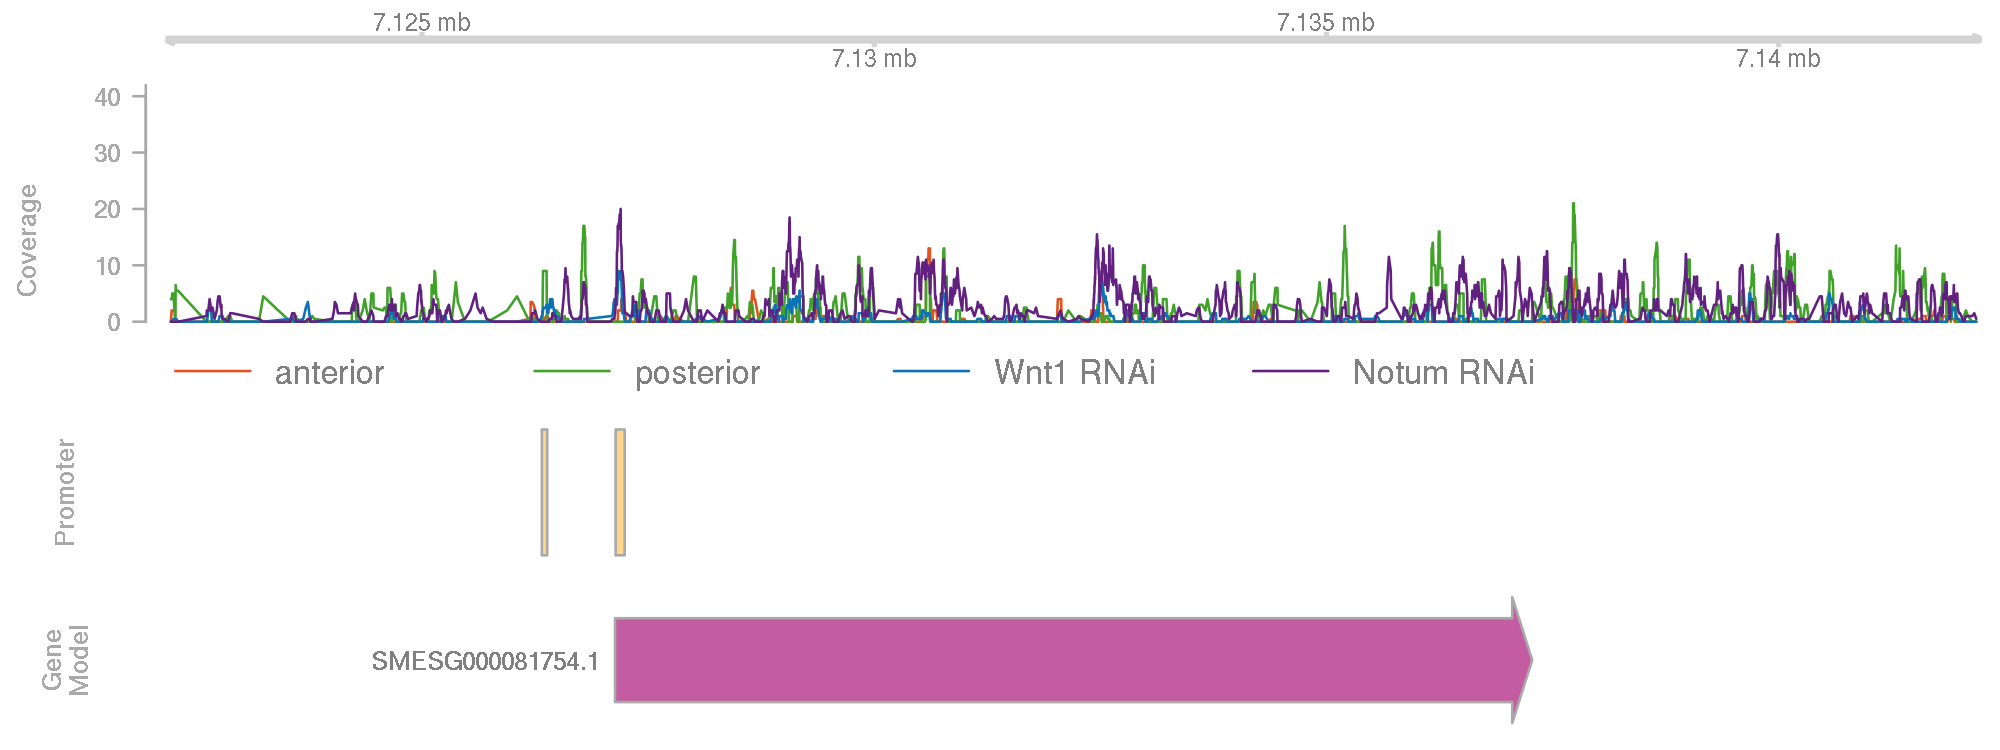 7.125 mb
7.135 mb
7.13 mb
7.14 mb
Coverage
40
30
20
10
0
anterior
posterior
Wnt1 RNAi
Notum RNAi
Promoter
Gene
Model
SMESG000081754.1